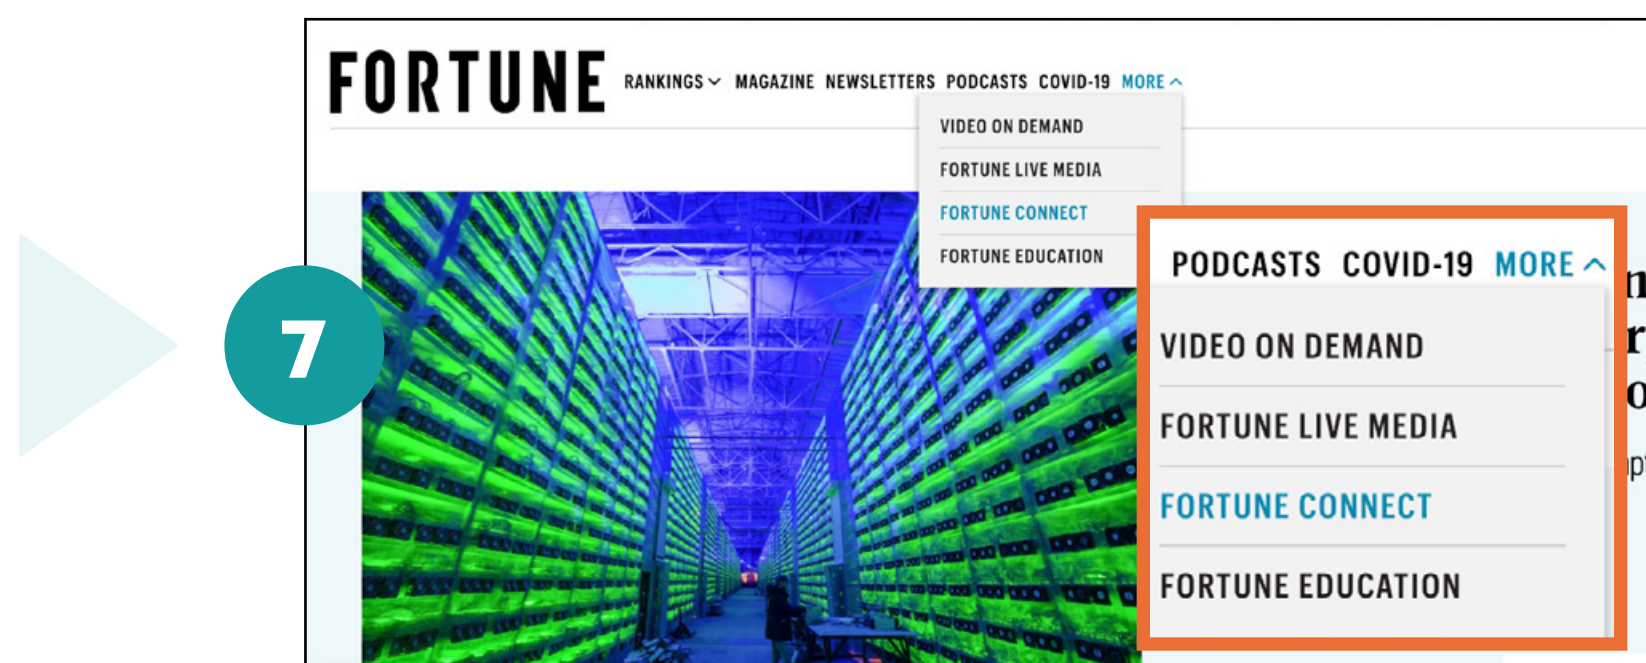 FORTUNE RANKINGS MAGAZINE NEWSLETTERS PODCASTS COVID-19 MORE
VIDEO ON DEMAND
FORTUNE LIVE MEDIA
FORTUNE CONNECT
FORTUNE EDUCATION
7
PODCASTS COVID-19 MORE
VIDEO ON DEMAND
FORTUNE LIVE MEDIA
FORTUNE CONNECT
FORTUNE EDUCATION